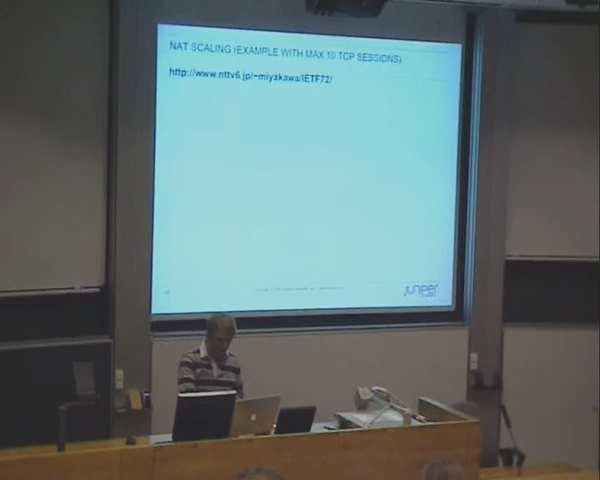 NAT SCALING (EXAMPLE WITH MAX 10 TCP SESSIONS)
http://www.nttv6.jp/~miyakawa/IETF72/
JUNIPER